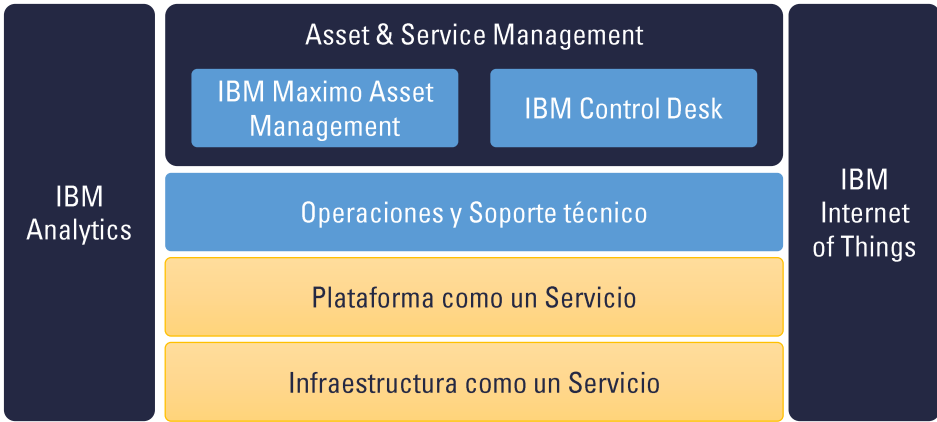 Asset & Service Management
IBM Maximo Asset
Management
IBM Control Desk
IBM
Analytics
Operaciones y Soporte técnico
IBM
Internet
of Things
Plataforma como un Servicio
Infraestructura como un Servicio